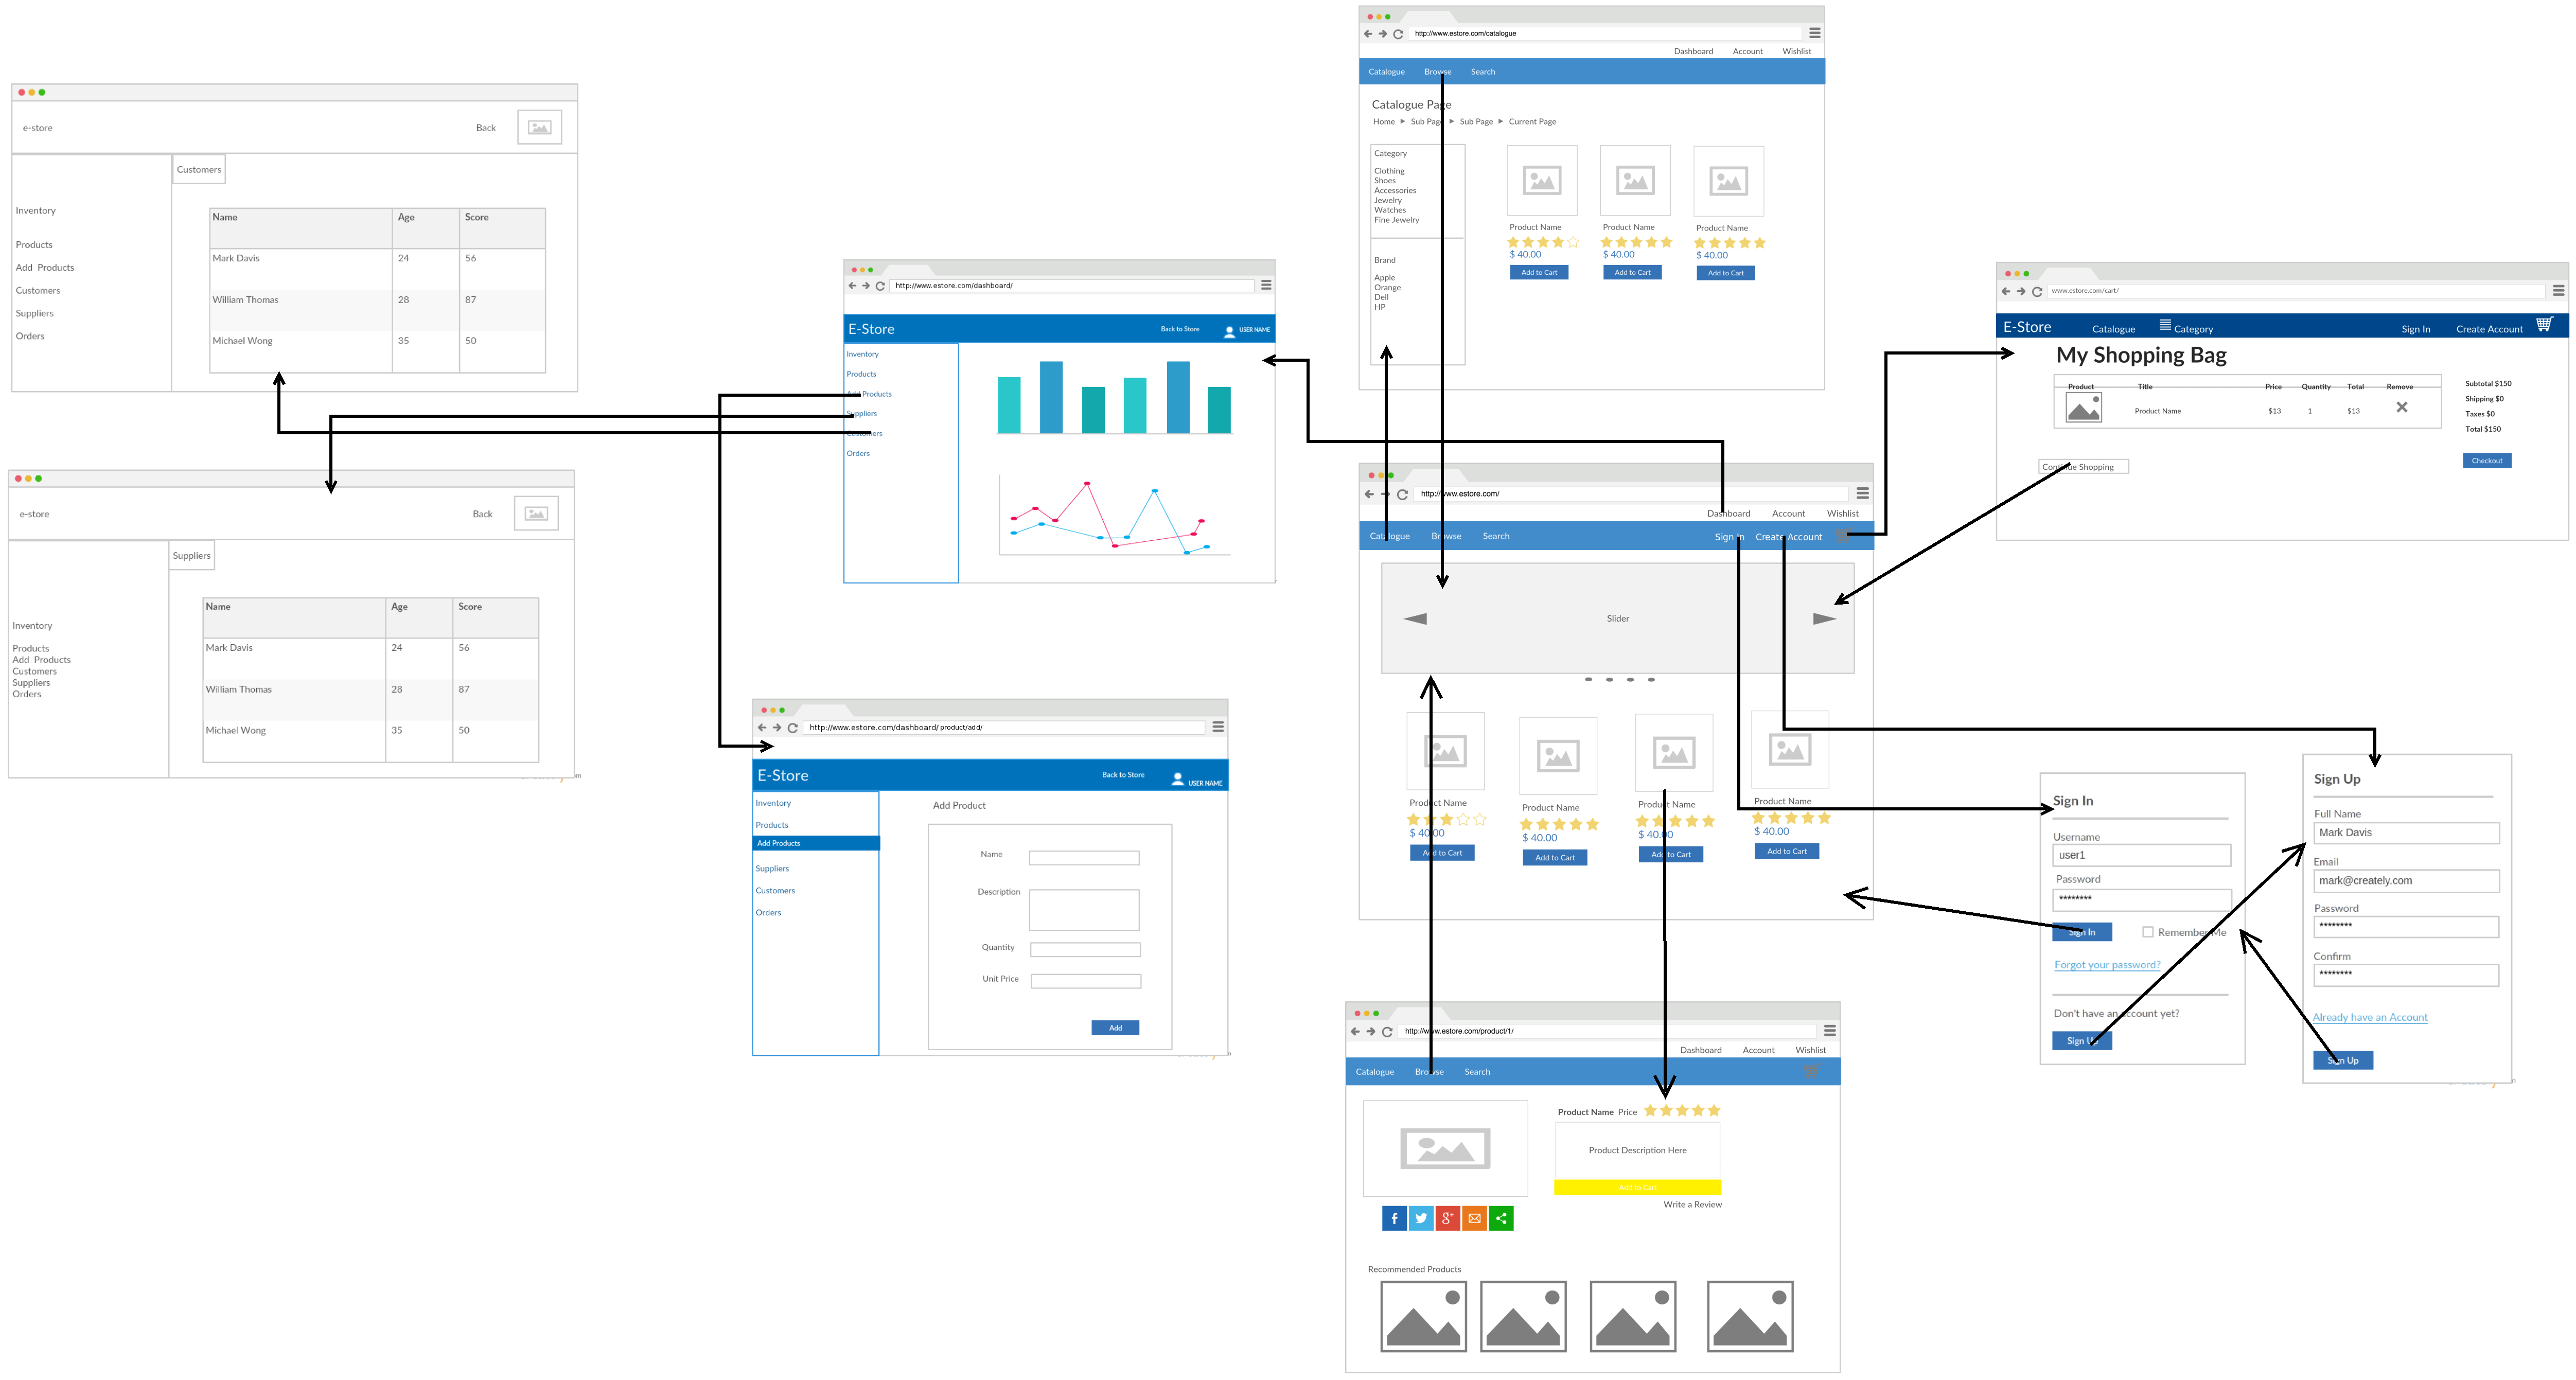 e-store
Back
Customers
Inventory
Products
Add Products
Customers
Suppliers
Orders
Name Age Score
Mark Davis 24 56
William Thomas 28 87
Michael Wong 35 50
e-store
Back
Suppliers
Inventory
Products
Add Products
Customers
Suppliers
Orders
Name Age Score
Mark Davis 24 56
William Thomas 28 87
Michael Wong 35 50
http://www.estore.com/dashboard/
E-Store
Back to Store
USER NAME
Inventory
Products
Add Products
Suppliers
Customers
Orders
http://www.estore.com/dashboard/ product/add/
E-Store
Back to Store
USER NAME
Inventory
Products
Add Products
Suppliers
Customers
Orders
Add Product
Name
Description
Quantity
Unit Price
Add
http://www.estore.com/catalogue
Dashboard Account Wishlist
Catalogue Browse Search
Catalogue Page
Home Sub Page Sub Page Current Page
Category
Clothing
Shoes
Accessories
Jewelry
Watches
Fine Jewelry
Brand
Apple
Orange
Dell
HP
Product Name Product Name Product Name
$ 40.00 $ 40.00 $ 40.00
Add to Cart Add to Cart Add to Cart
http://www.estore.com/
Dashboard Account Wishlist
Catalogue Browse Search Sign In Create Account
Slider
Product Name Product Name Product Name Product Name
$ 40.00 $ 40.00 $ 40.00 $ 40.00
Add to Cart Add to Cart Add to Cart Add to Cart
http://www.estore.com/product/1/
Dashboard Account Wishlist
Catalogue Browse Search
Product Name Price
Product Description Here
Add to Cart
Write a Review
Recommended Products
www.estore.com/cart/
E-Store Catalogue Category Sign In Create Account
My Shopping Bag
Product Title Price Quantity Total Remove
Product Name $13 1 $13
Subtotal $150
Shipping $0
Taxes $0
Total $150
Continue Shopping
Checkout
Sign In
Username
user1
Password
********
Sign In
Remember Me
Forgot your password?
Don't have an account yet?
Sign Up
Sign Up
Full Name
Mark Davis
Email
mark@creately.com
Password
********
Confirm
********
Already have an Account
Sign Up